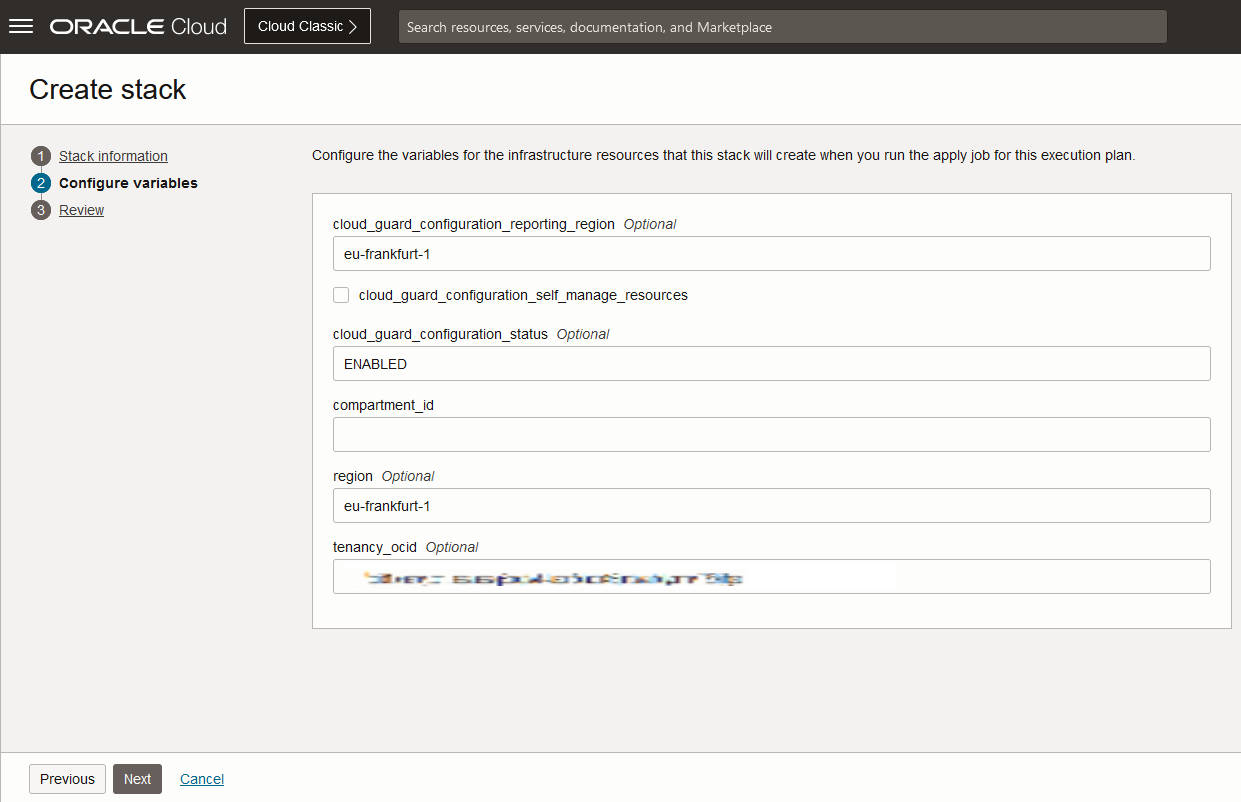 ORACLE Cloud
Cloud Classic
Search resources, services, documentation, and Marketplace
Create stack
1 Stack information
2 Configure variables
3 Review
Configure the variables for the infrastructure resources that this stack will create when you run the apply job for this execution plan.
cloud_guard_configuration_reporting_region Optional
eu-frankfurt-1
cloud_guard_configuration_self_manage_resources
cloud_guard_configuration_status Optional
ENABLED
compartment_id
region Optional
eu-frankfurt-1
tenancy_ocid Optional
Previous Next Cancel